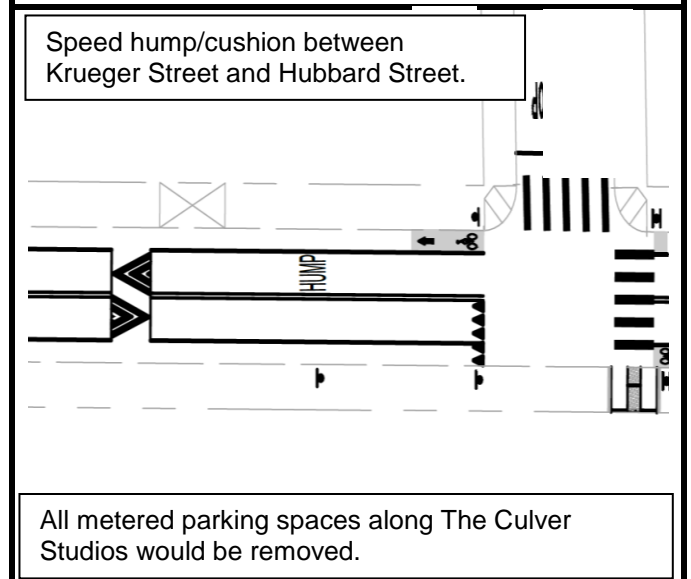 Speed hump/cushion between
Krueger Street and Hubbard Street.
HUMP
All metered parking spaces along The Culver
Studios would be removed.